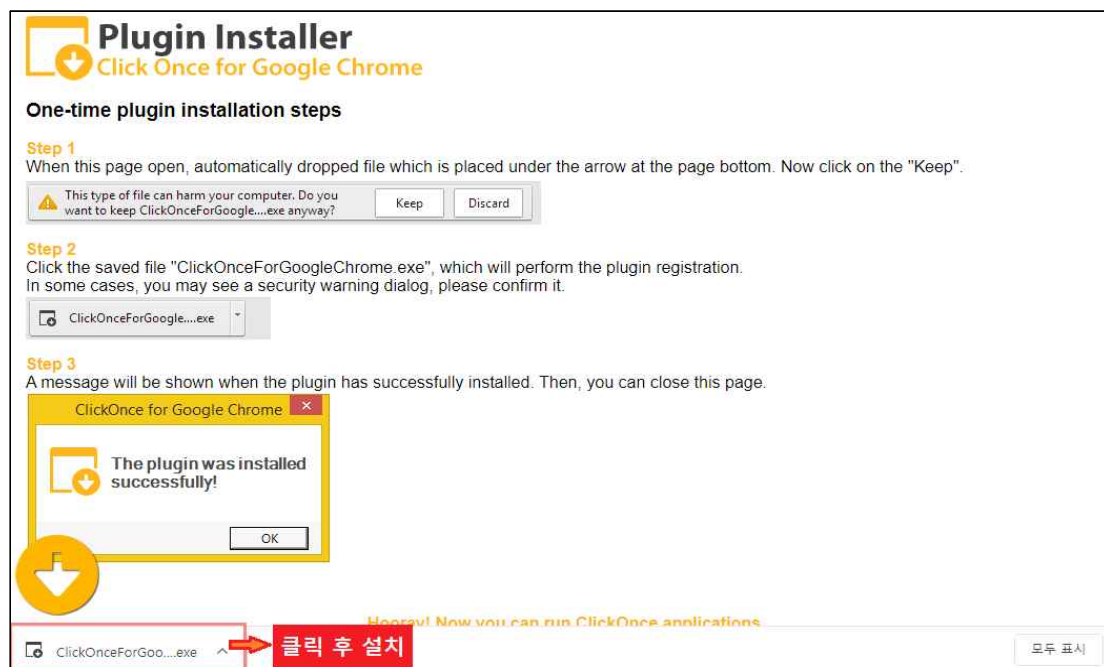 Plugin Installer
Click Once for Google Chrome
One-time plugin installation steps
Step 1
When this page open, automatically dropped file which is placed under the arrow at the page bottom. Now click on the "Keep".
This type of file can harm your computer. Do you
want to keep ClickOnceForGoogle....exe anyway?
Keep
Discard
Step 2
Click the saved file "ClickOnceForGoogleChrome.exe", which will perform the plugin registration.
In some cases, you may see a security warning dialog, please confirm it.
ClickOnceForGoogle....exe
Step 3
A message will be shown when the plugin has successfully installed. Then, you can close this page.
ClickOnce for Google Chrome
The plugin was installed
successfully!
OK
Hooray! Now you can run ClickOnce applications
ClickOnceForGoo....exe
클릭 후 설치
모두 표시